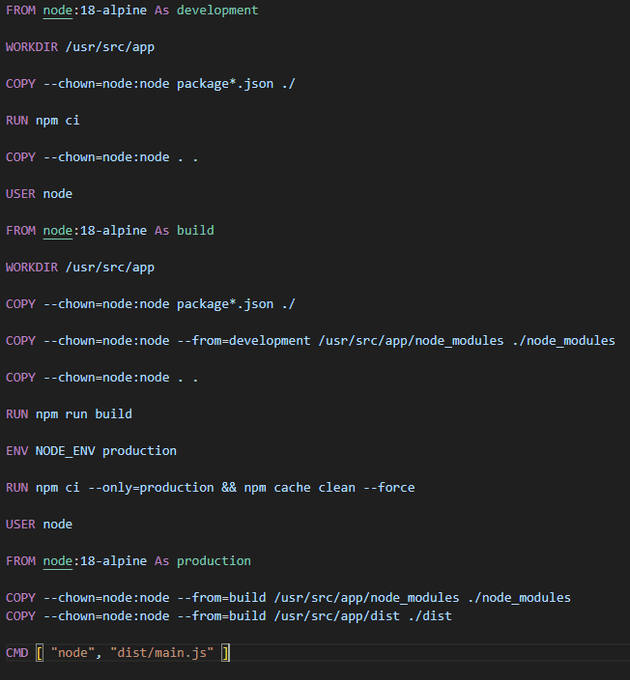 FROM node:18-alpine As development
WORKDIR /usr/src/app
COPY --chown=node:node package*.json ./
RUN npm ci
COPY --chown=node:node . .
USER node
FROM node:18-alpine As build
WORKDIR /usr/src/app
COPY --chown=node:node package*.json ./
COPY --chown=node:node --from=development /usr/src/app/node_modules ./node_modules
COPY --chown=node:node . .
RUN npm run build
ENV NODE_ENV production
RUN npm ci --only=production && npm cache clean --force
USER node
FROM node:18-alpine As production
COPY --chown=node:node --from=build /usr/src/app/node_modules ./node_modules
COPY --chown=node:node --from=build /usr/src/app/dist ./dist
CMD [ "node", "dist/main.js" ]